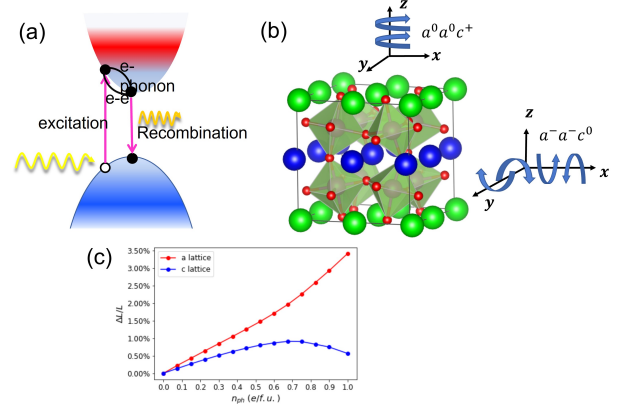 (a)
e-
phonon
e-e
excitation
Recombination
(b)
z
a⁰a⁰c⁺
y
x
z
a⁻a⁻c⁰
x
y
(c)
3.50%
3.00%
2.50%
2.00%
1.50%
1.00%
0.50%
0.00%
ΔL/L
a lattice
c lattice
0.0 0.1 0.2 0.3 0.4 0.5 0.6 0.7 0.8 0.9 1.0
n_ph (e/f.u.)